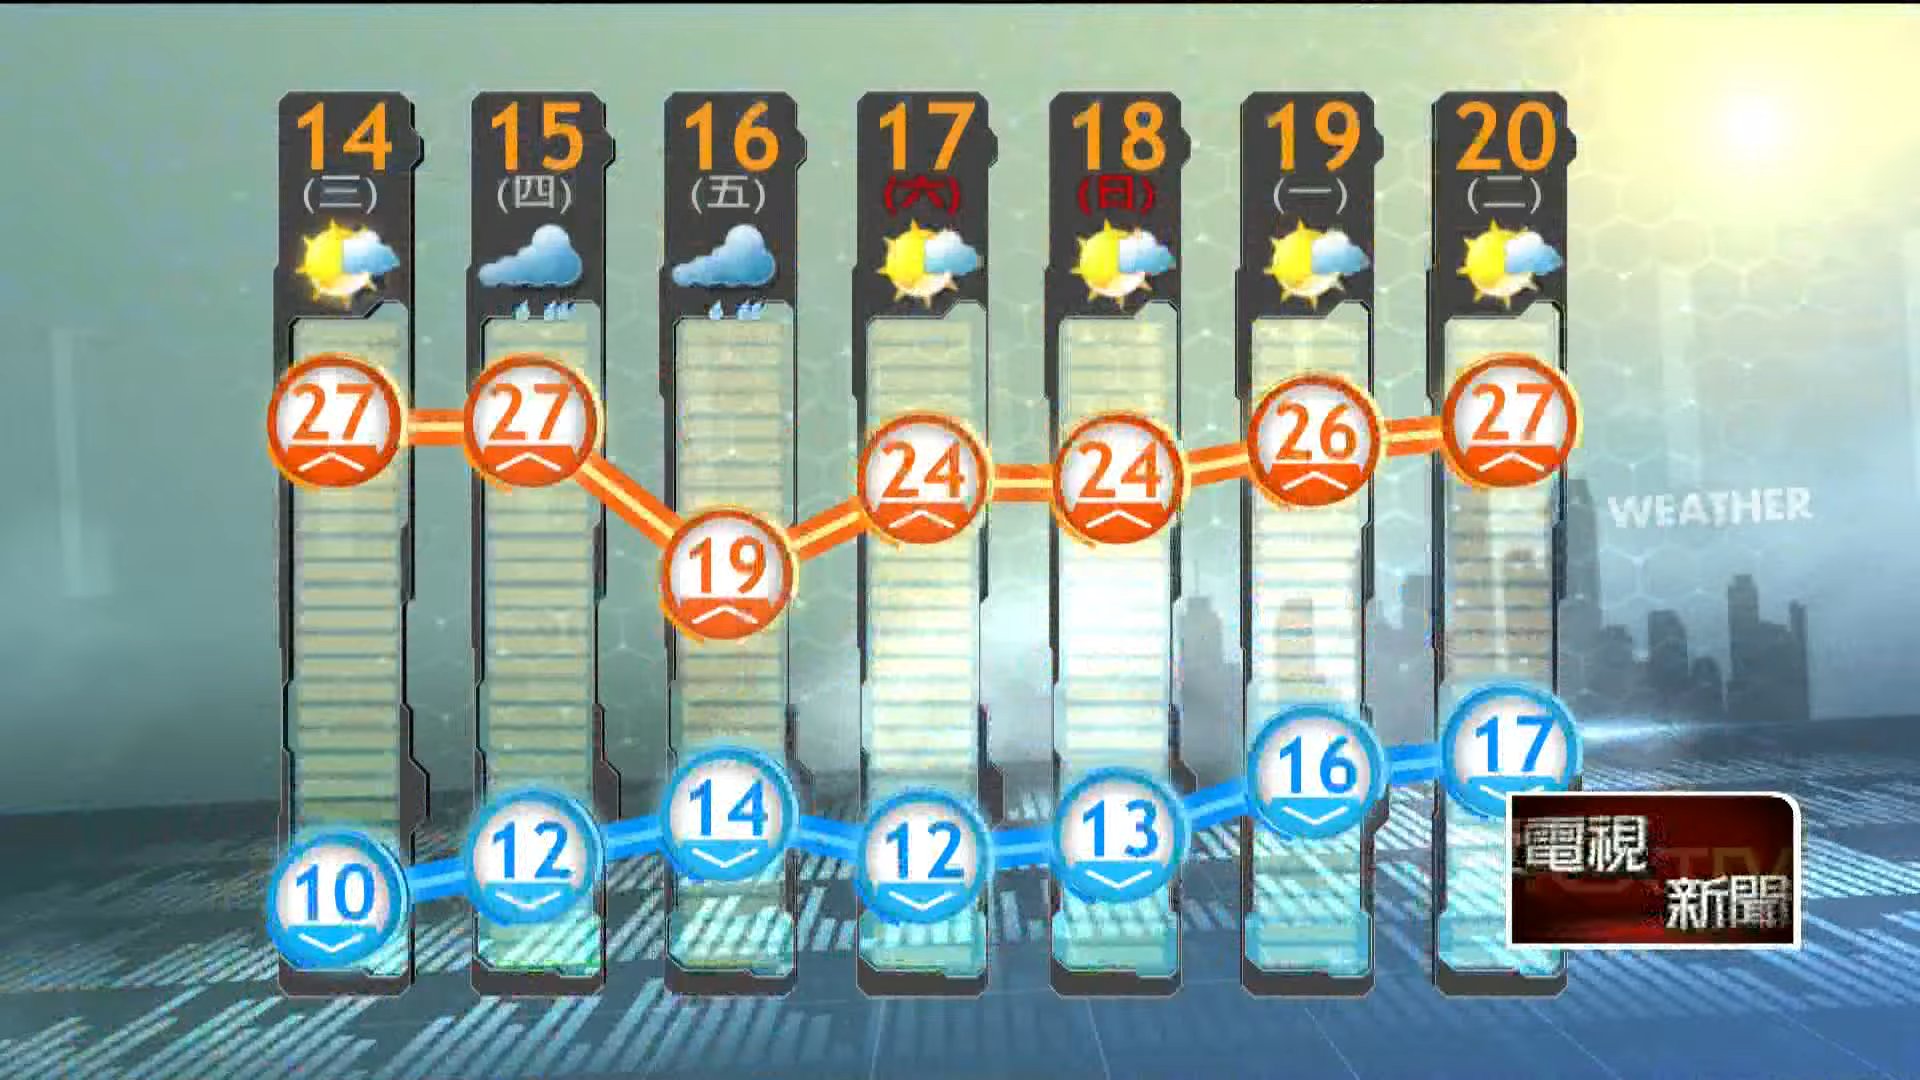 14 15 16 17 18 19 20
(三) (四) (五) (六) (日) (一) (二)
27 27 19 24 24 26 27
WEATHER
10 12 14 12 13 16 17
電視
新聞